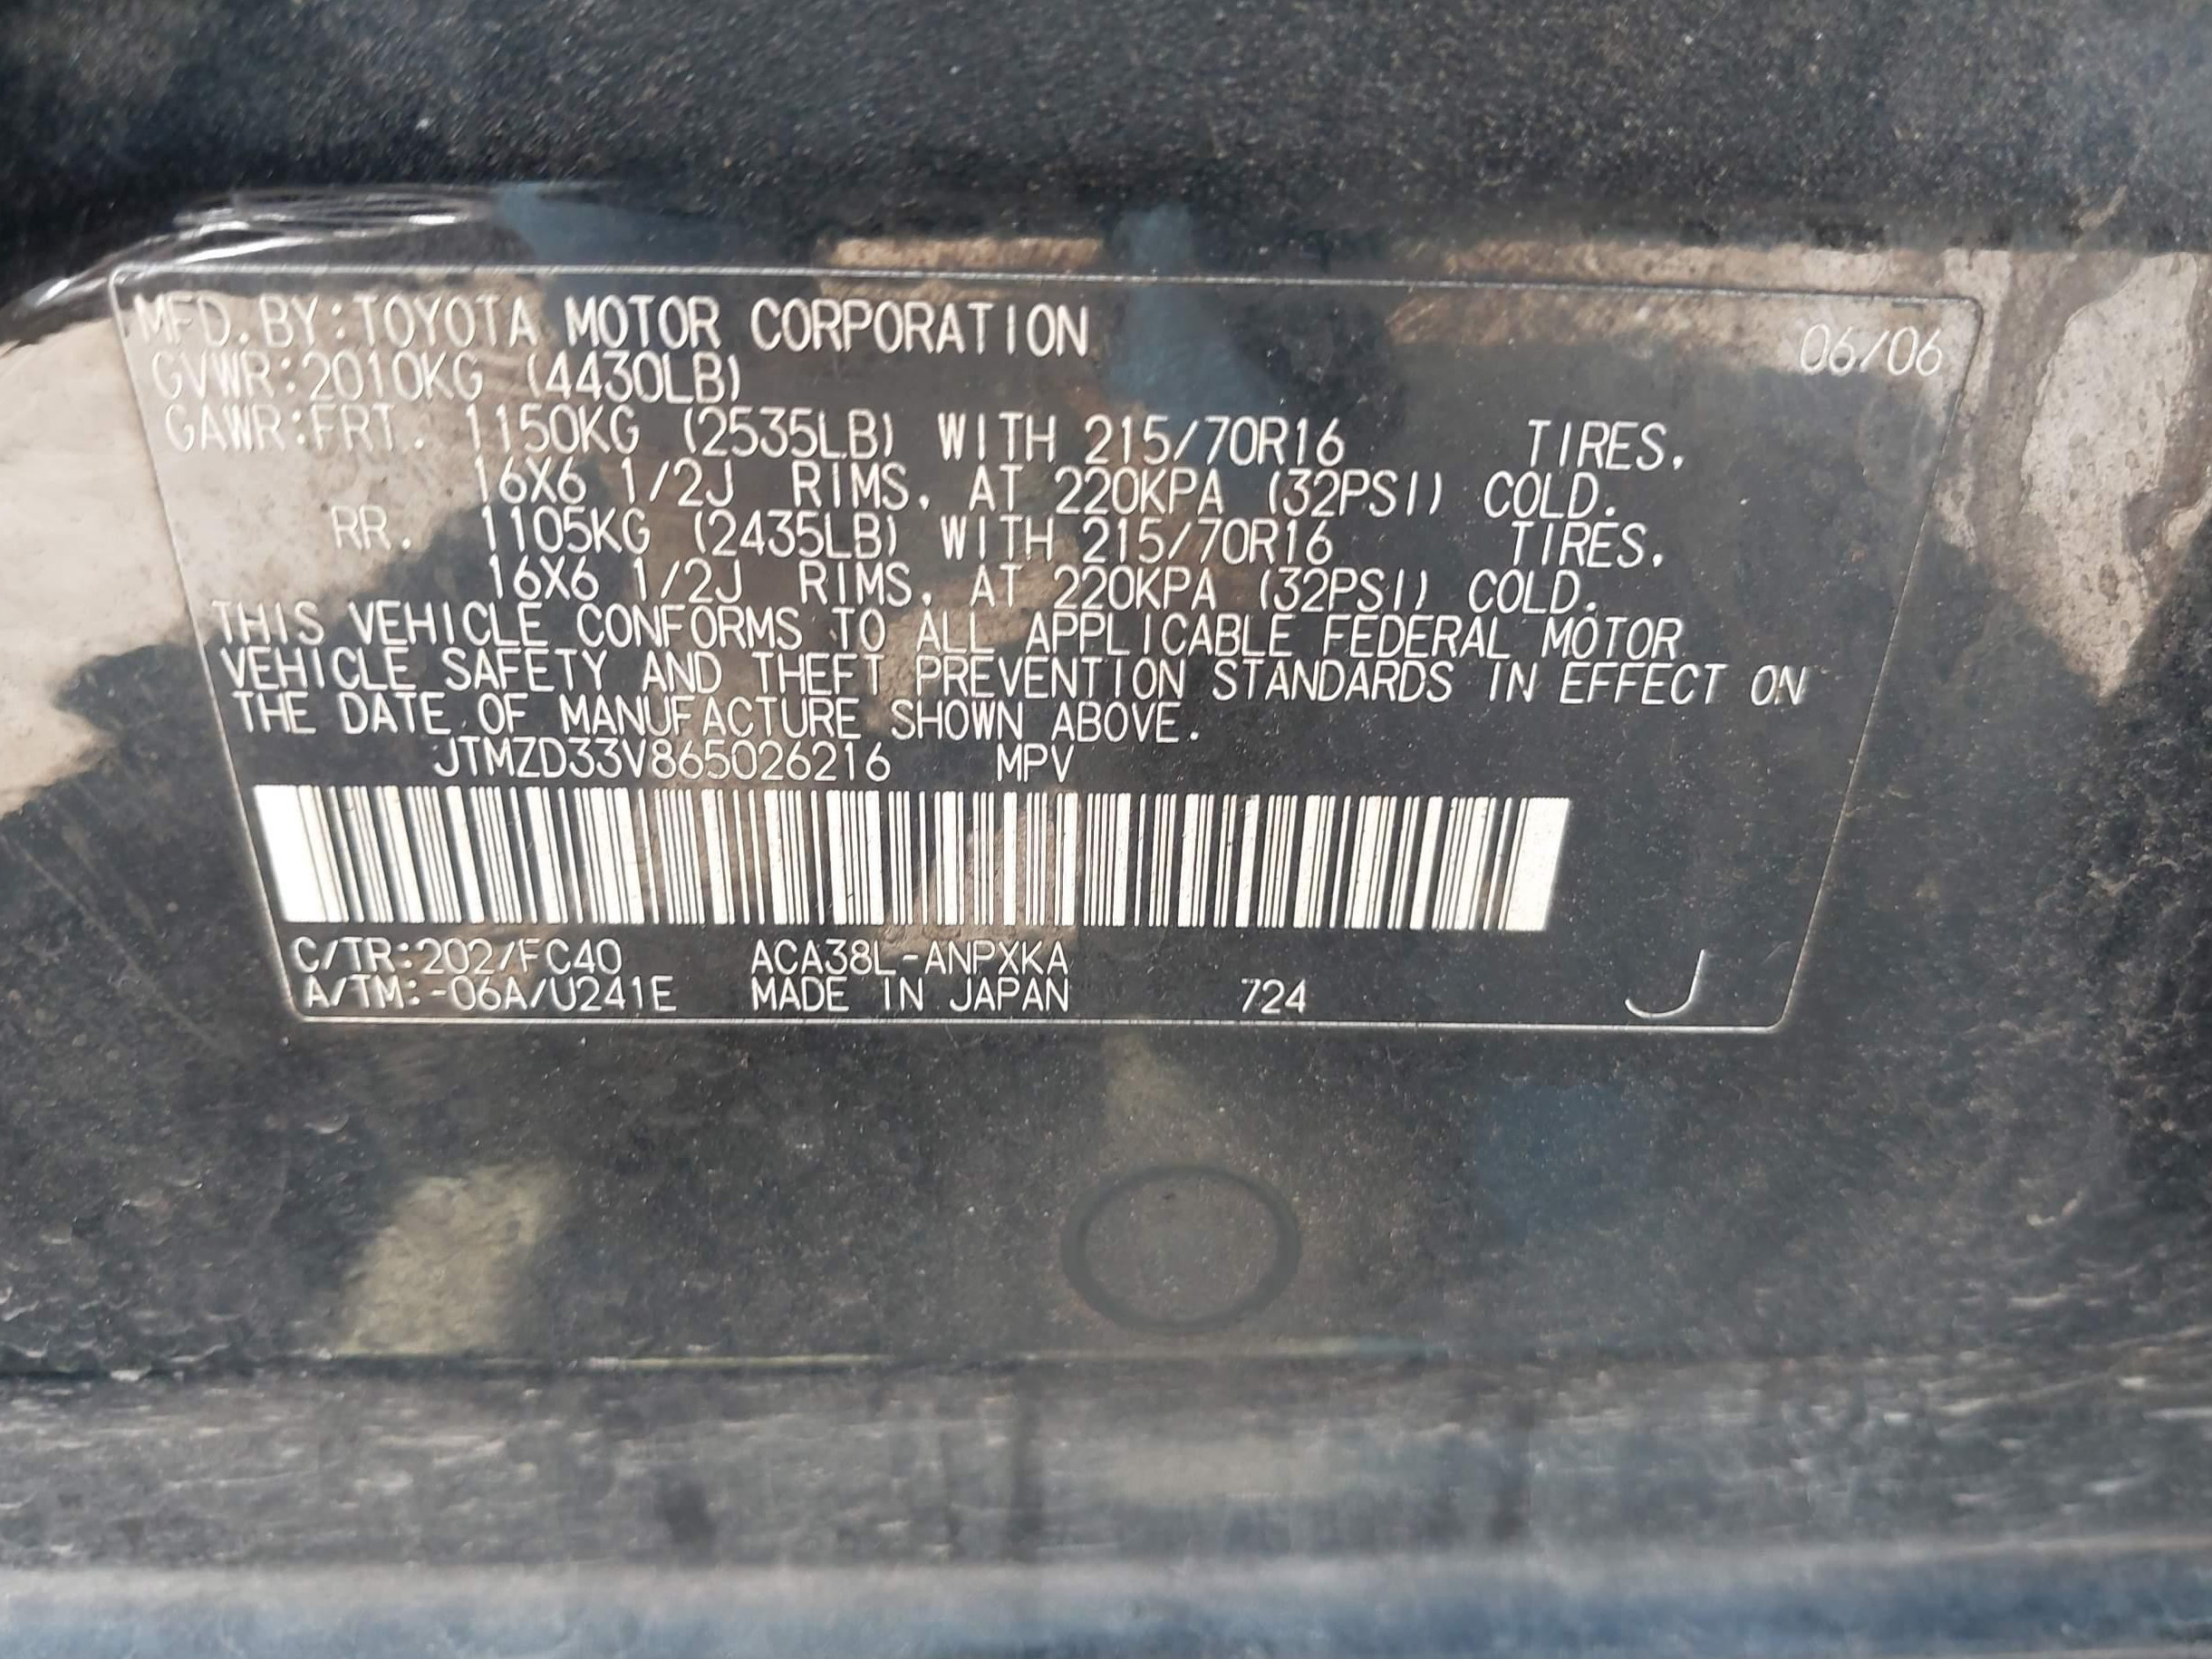 MFD. BY: TOYOTA MOTOR CORPORATION 06/06
GVWR: 2010KG (4430LB)
GAWR: FRT. 1150KG (2535LB) WITH 215/70R16 TIRES,
16X6 1/2J RIMS, AT 220KPA (32PSI) COLD.
RR. 1105KG (2435LB) WITH 215/70R16 TIRES,
16X6 1/2J RIMS, AT 220KPA (32PSI) COLD.
THIS VEHICLE CONFORMS TO ALL APPLICABLE FEDERAL MOTOR
VEHICLE SAFETY AND THEFT PREVENTION STANDARDS IN EFFECT ON
THE DATE OF MANUFACTURE SHOWN ABOVE.
JTMZD33V865026216 MPV
C/TR: 202/FC40 ACA38L-ANPXKA
A/TM: -06A/U241E MADE IN JAPAN 724 J